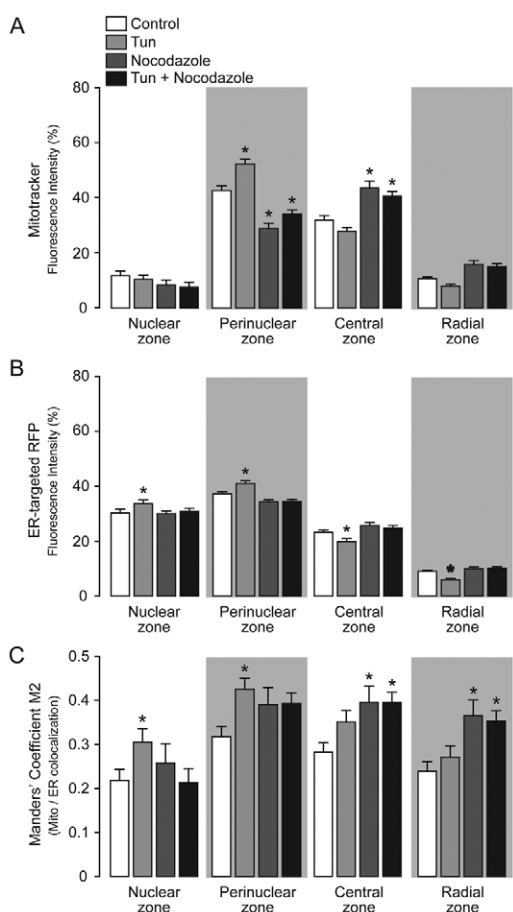 A
Control
Tun
Nocodazole
Tun + Nocodazole
Mitotracker
Fluorescence Intensity (%)
80
60
40
20
0
*
*
*
*
*
Nuclear
zone
Perinuclear
zone
Central
zone
Radial
zone
B
ER-targeted RFP
Fluorescence Intensity (%)
80
60
40
20
0
*
*
*
*
Nuclear
zone
Perinuclear
zone
Central
zone
Radial
zone
C
Manders' Coefficient M2
(Mito / ER colocalization)
0.5
0.4
0.3
0.2
0.1
0
*
*
*
*
*
*
Nuclear
zone
Perinuclear
zone
Central
zone
Radial
zone